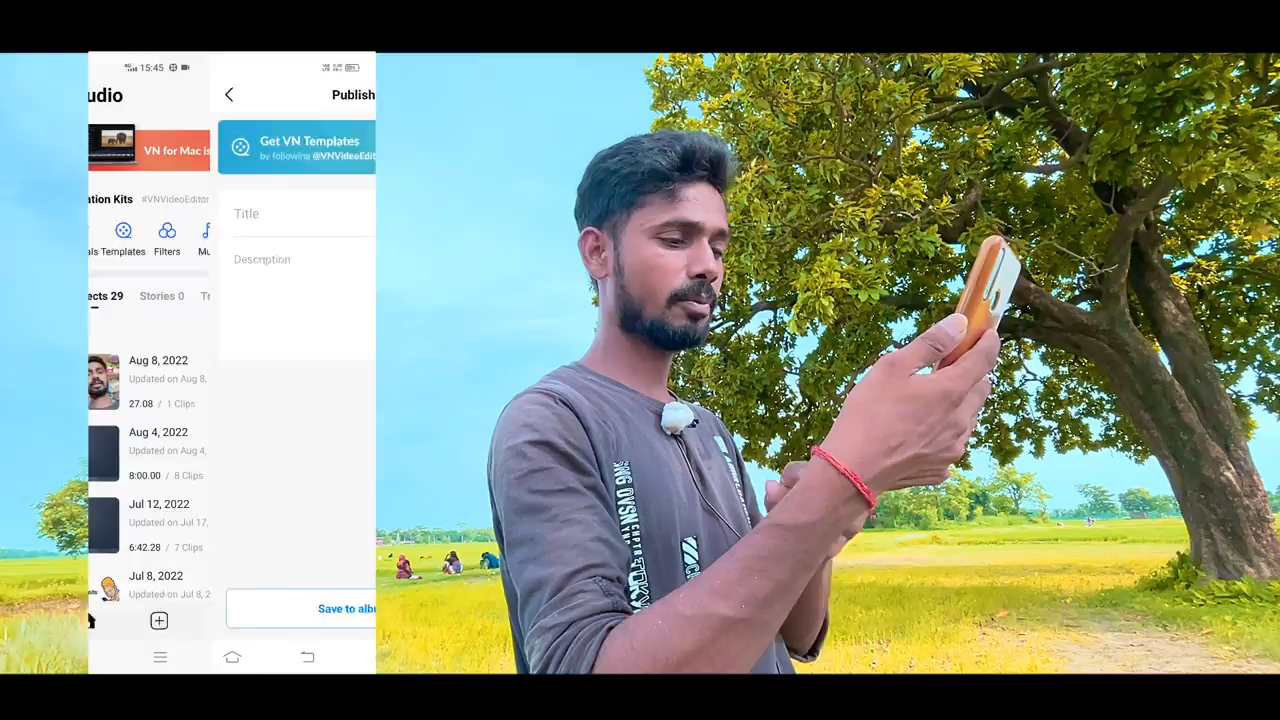 15:45
udio
VN for Mac is
ation Kits #VNVideoEditor
als Templates Filters Mu
ects 29 Stories 0 Tr
Aug 8, 2022
Updated on Aug 8,
27.08 / 1 Clips
Aug 4, 2022
Updated on Aug 4,
8:00.00 / 8 Clips
Jul 12, 2022
Updated on Jul 17,
6:42.28 / 7 Clips
Jul 8, 2022
Updated on Jul 8, 2
Publish
Get VN Templates
by following @VNVideoEdit
Title
Description
Save to albu